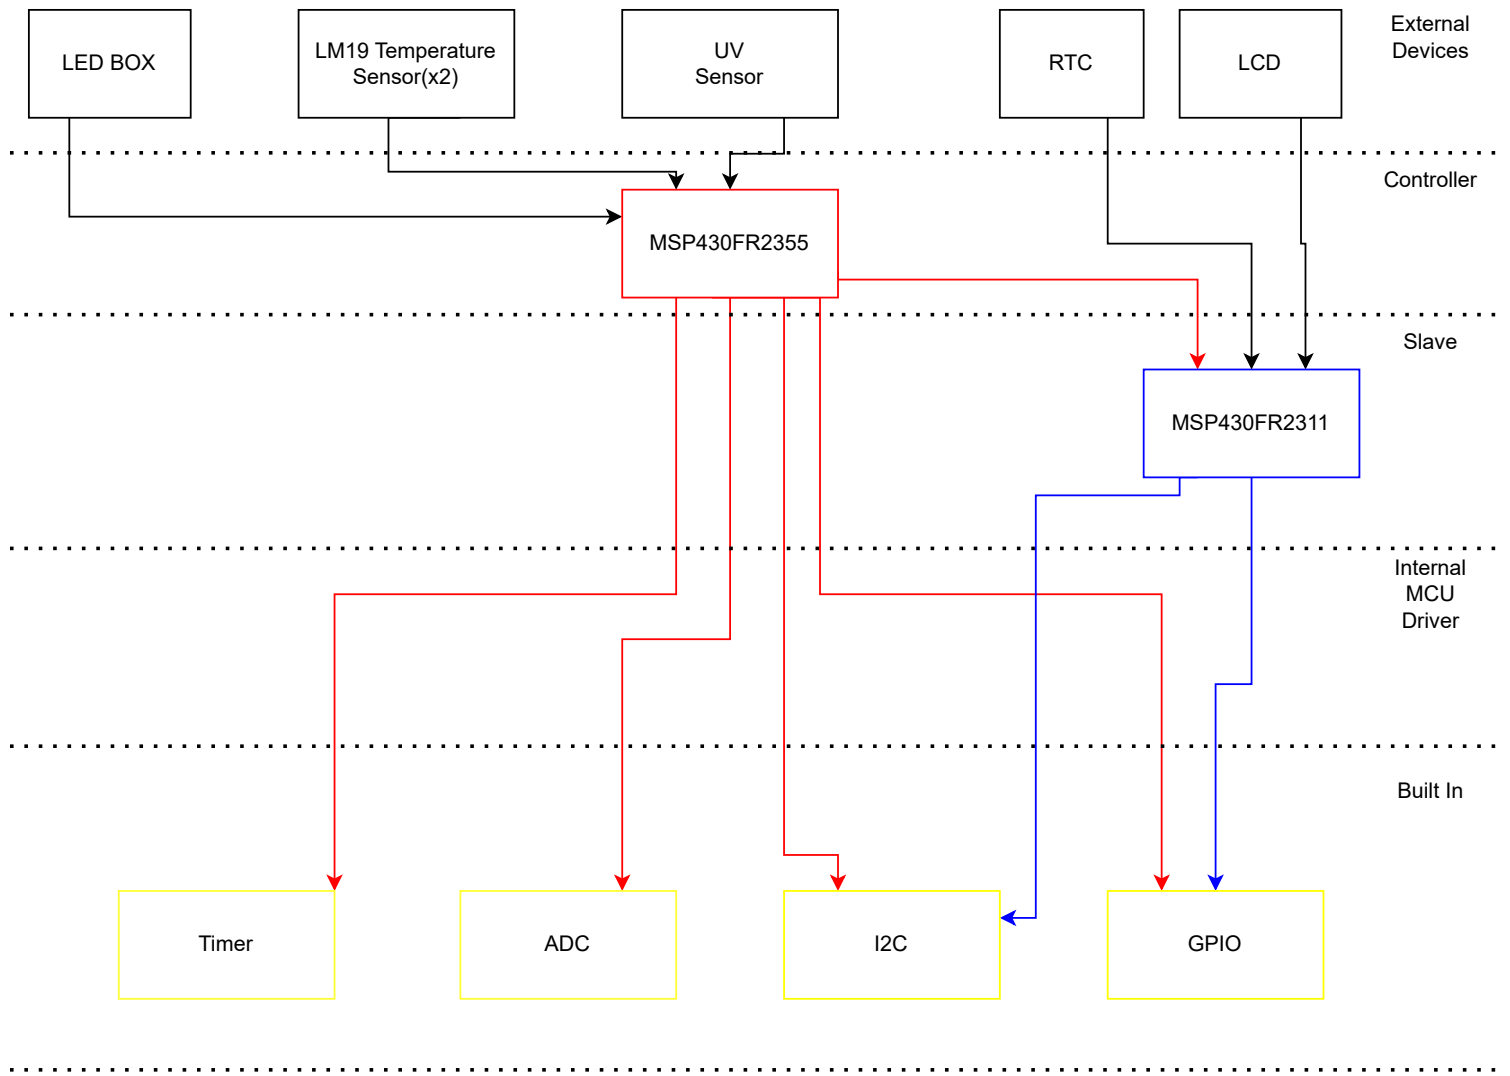 LED BOX
LM19 Temperature
Sensor(x2)
UV
Sensor
RTC
LCD
External
Devices
Controller
MSP430FR2355
Slave
MSP430FR2311
Internal
MCU
Driver
Built In
Timer
ADC
I2C
GPIO